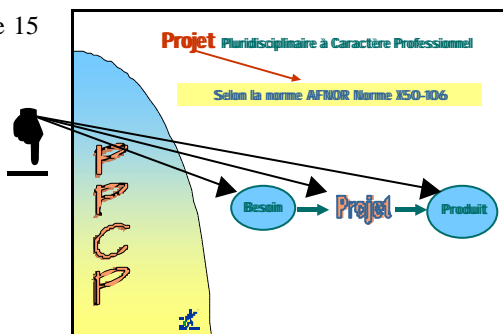 e 15
Projet Pluridisciplinaire à Caractère Professionnel
Selon la norme AFNOR Norme X50-106
P
P
C
P
Besoin Projet Produit